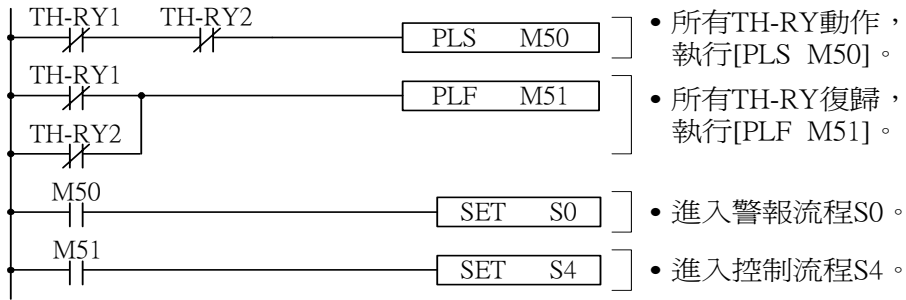 TH-RY1 TH-RY2
PLS M50
• 所有TH-RY動作，
執行[PLS M50]。
TH-RY1
PLF M51
• 所有TH-RY復歸，
執行[PLF M51]。
TH-RY2
M50
SET S0
• 進入警報流程S0。
M51
SET S4
• 進入控制流程S4。